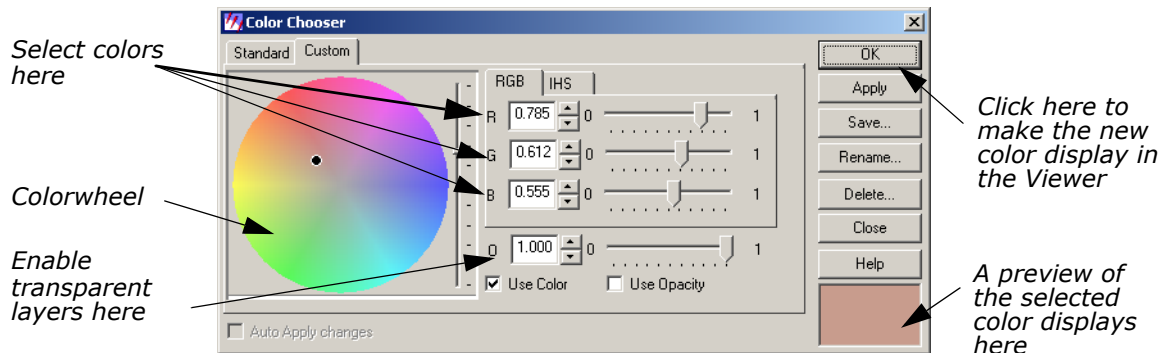 Color Chooser
Select colors
here
Standard Custom
OK
RGB IHS
Apply
R 0.785 0 1
Click here to
make the new
color display in
the Viewer
Save...
G 0.612 0 1
Rename...
B 0.555 0 1
Delete...
Colorwheel
Close
O 1.000 0 1
Enable
transparent
layers here
Help
Use Color Use Opacity
A preview of
the selected
color displays
here
Auto Apply changes